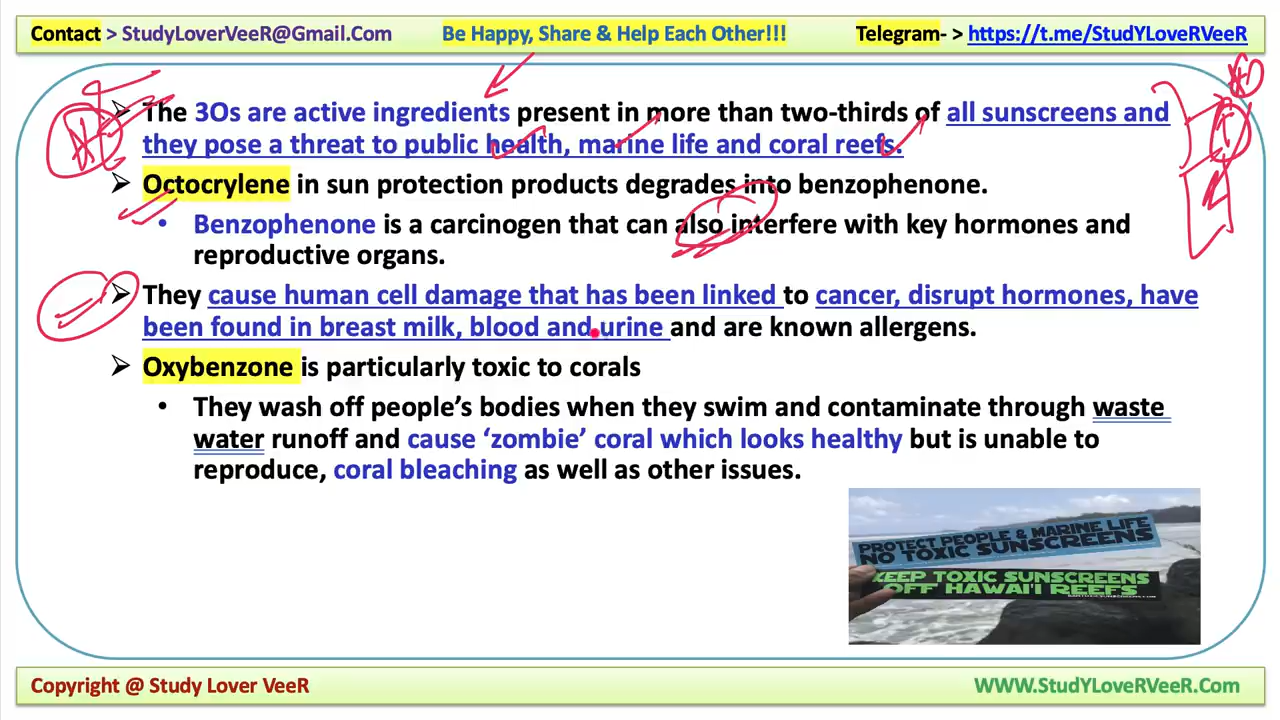 Contact > StudyLoverVeeR@Gmail.Com Be Happy, Share & Help Each Other!!! Telegram- > https://t.me/StudYLoveRVeeR
➤ The 3Os are active ingredients present in more than two-thirds of all sunscreens and
they pose a threat to public health, marine life and coral reefs.
➤ Octocrylene in sun protection products degrades into benzophenone.
• Benzophenone is a carcinogen that can also interfere with key hormones and
reproductive organs.
➤ They cause human cell damage that has been linked to cancer, disrupt hormones, have
been found in breast milk, blood and urine and are known allergens.
➤ Oxybenzone is particularly toxic to corals
• They wash off people’s bodies when they swim and contaminate through waste
water runoff and cause ‘zombie’ coral which looks healthy but is unable to
reproduce, coral bleaching as well as other issues.
PROTECT PEOPLE & MARINE LIFE
NO TOXIC SUNSCREENS
KEEP TOXIC SUNSCREENS
OFF HAWAI'I REEFS
Copyright @ Study Lover VeeR WWW.StudYLoveRVeeR.Com